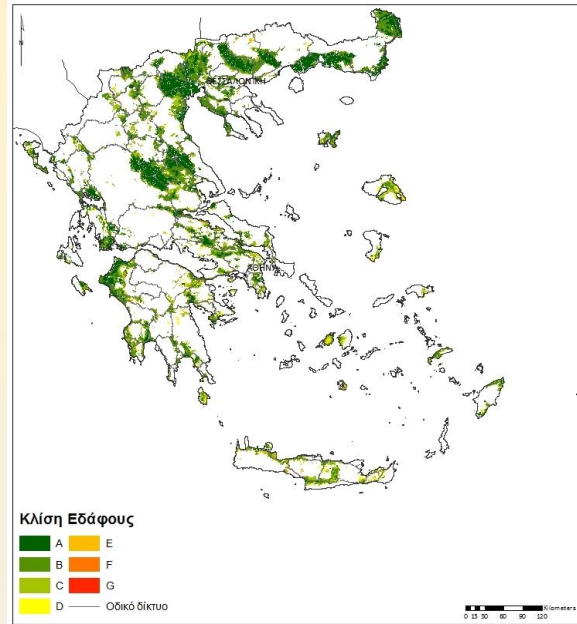 N
ΘΕΣΣΑΛΟΝΙΚΗ
ΑΘΗΝΑ
Κλίση Εδάφους
A E
B F
C G
D Οδικό δίκτυο
Kilometers
0 15 30 60 90 120